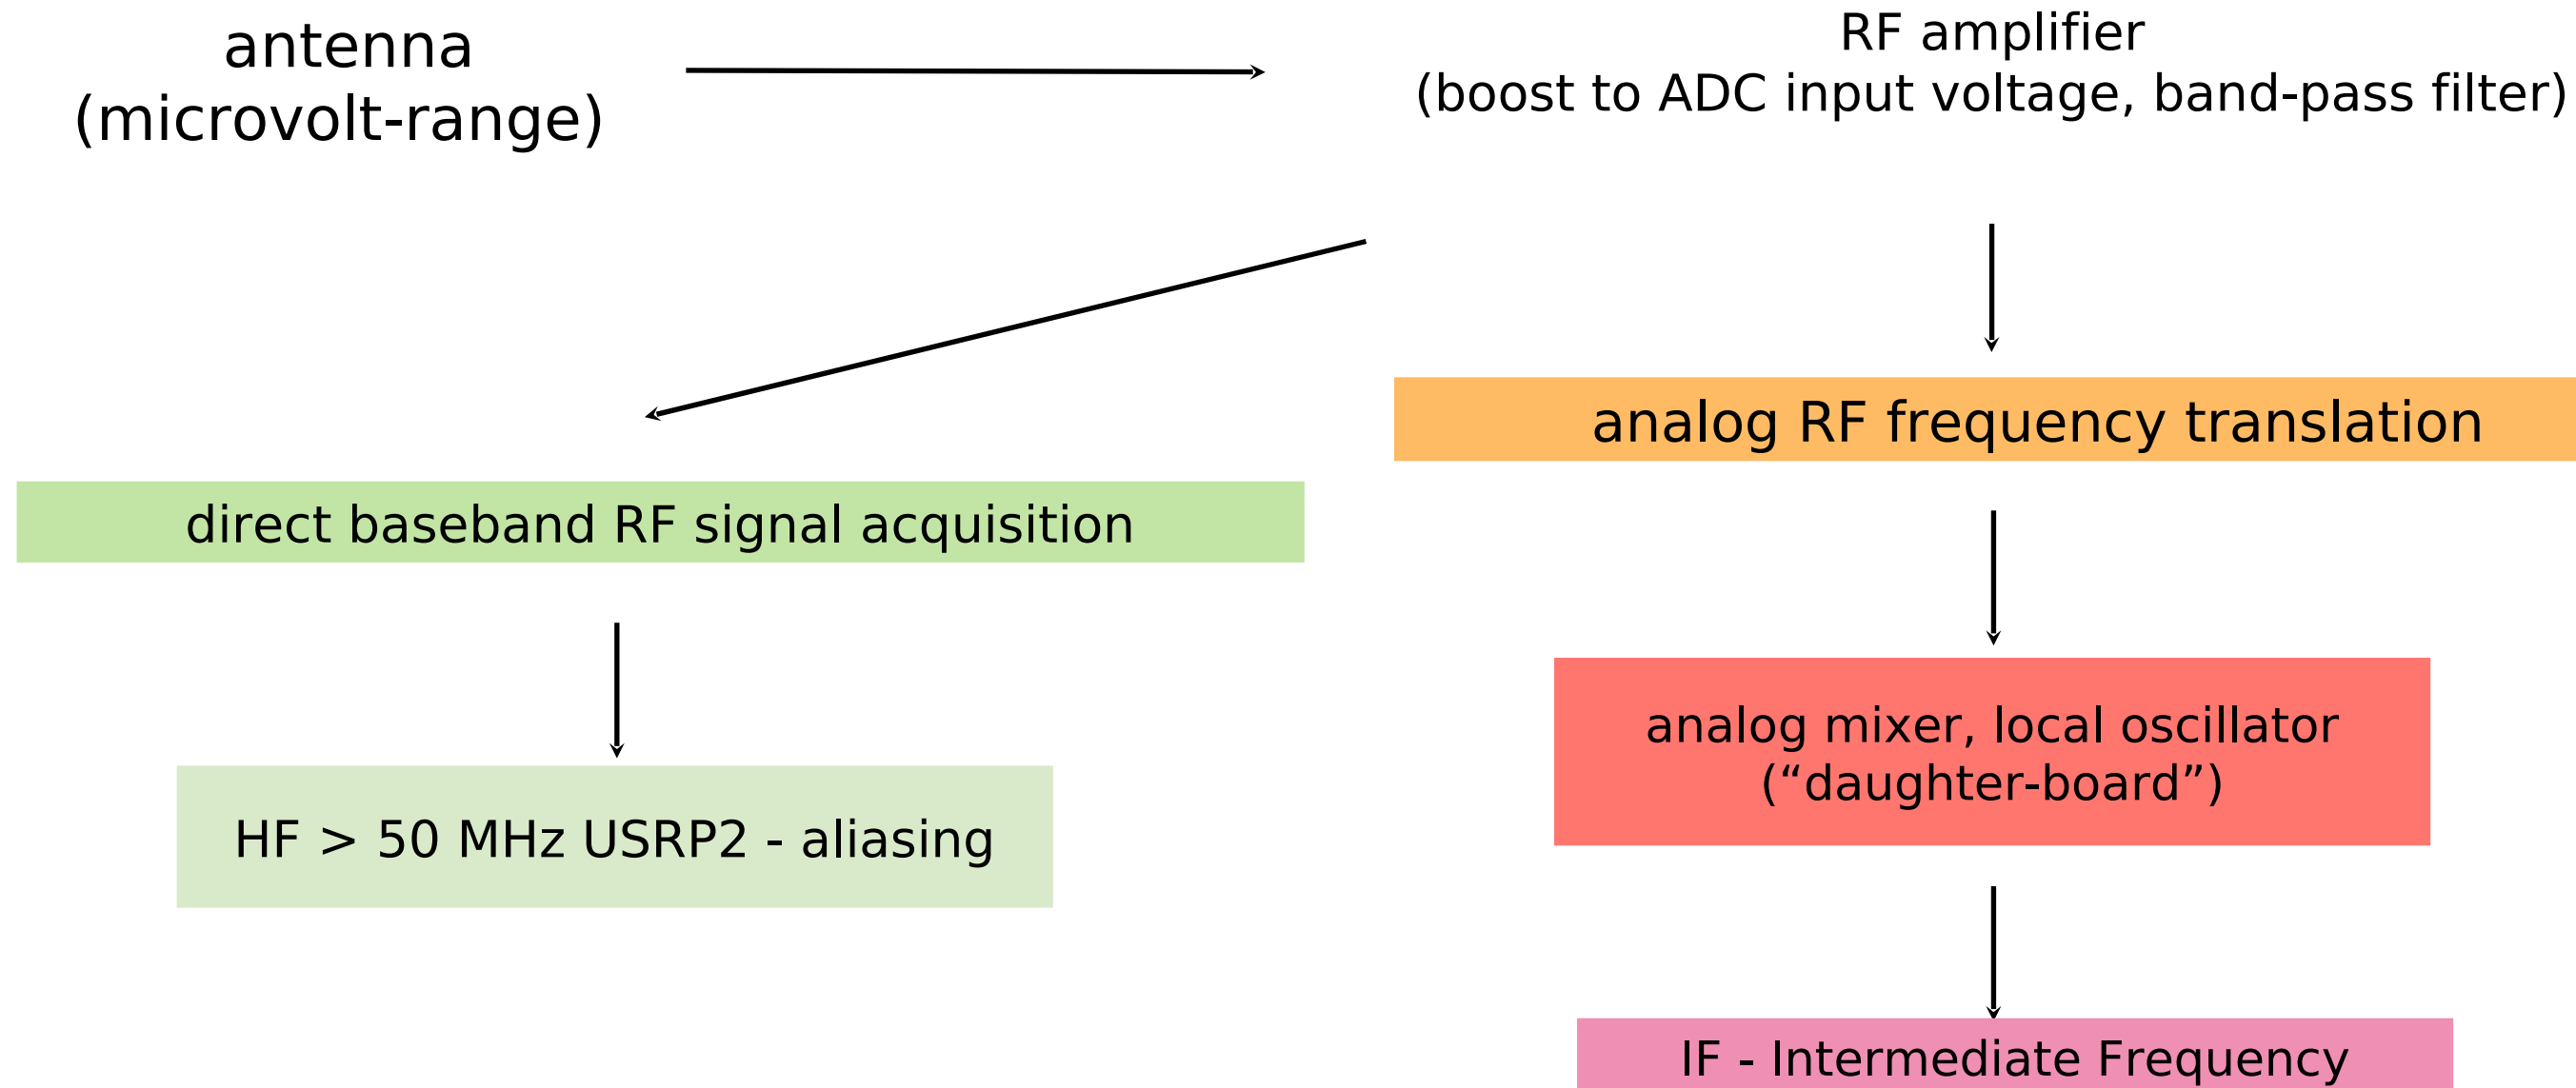 antenna
(microvolt-range)
RF amplifier
(boost to ADC input voltage, band-pass filter)
analog RF frequency translation
direct baseband RF signal acquisition
analog mixer, local oscillator
(“daughter-board”)
HF > 50 MHz USRP2 - aliasing
IF - Intermediate Frequency